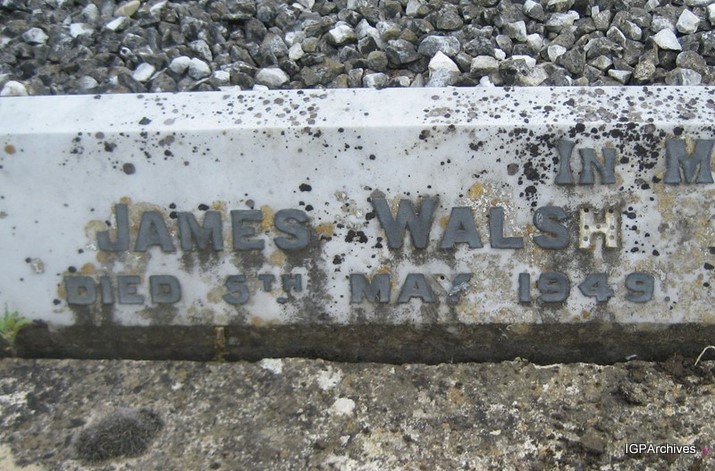 In M
James Walsh
Died 5th May 1949
IGPArchives